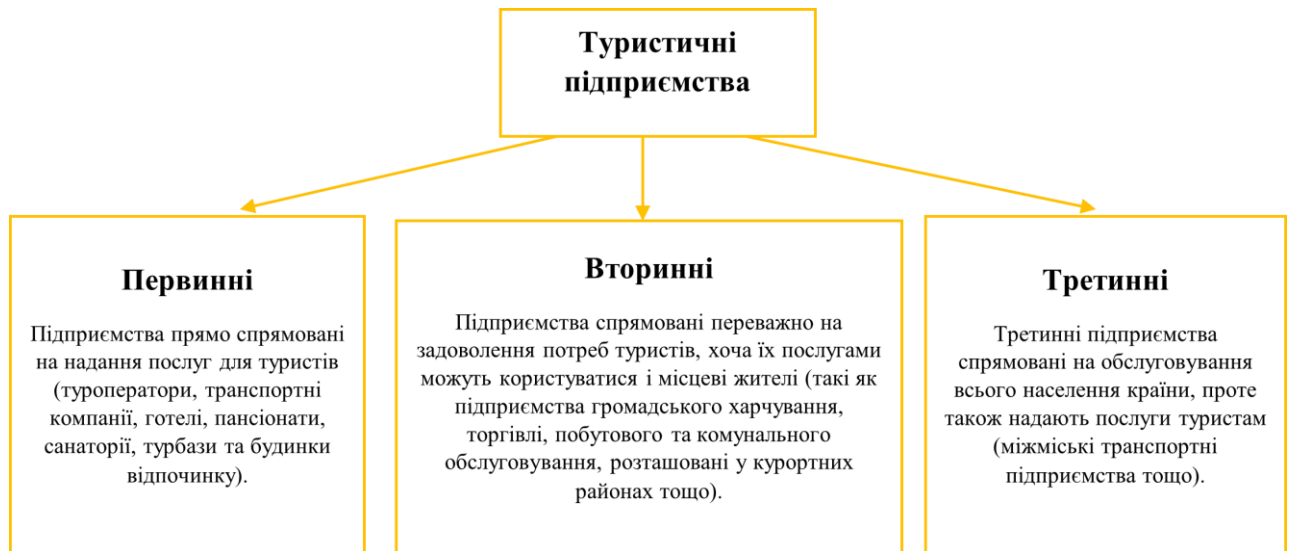 Туристичні
підприємства
Первинні
Підприємства прямо спрямовані
на надання послуг для туристів
(туроператори, транспортні
компанії, готелі, пансіонати,
санаторії, турбази та будинки
відпочинку).
Вторинні
Підприємства спрямовані переважно на
задоволення потреб туристів, хоча їх послугами
можуть користуватися і місцеві жителі (такі як
підприємства громадського харчування,
торгівлі, побутового та комунального
обслуговування, розташовані у курортних
районах тощо).
Третинні
Третинні підприємства
спрямовані на обслуговування
всього населення країни, проте
також надають послуги туристам
(міжміські транспортні
підприємства тощо).